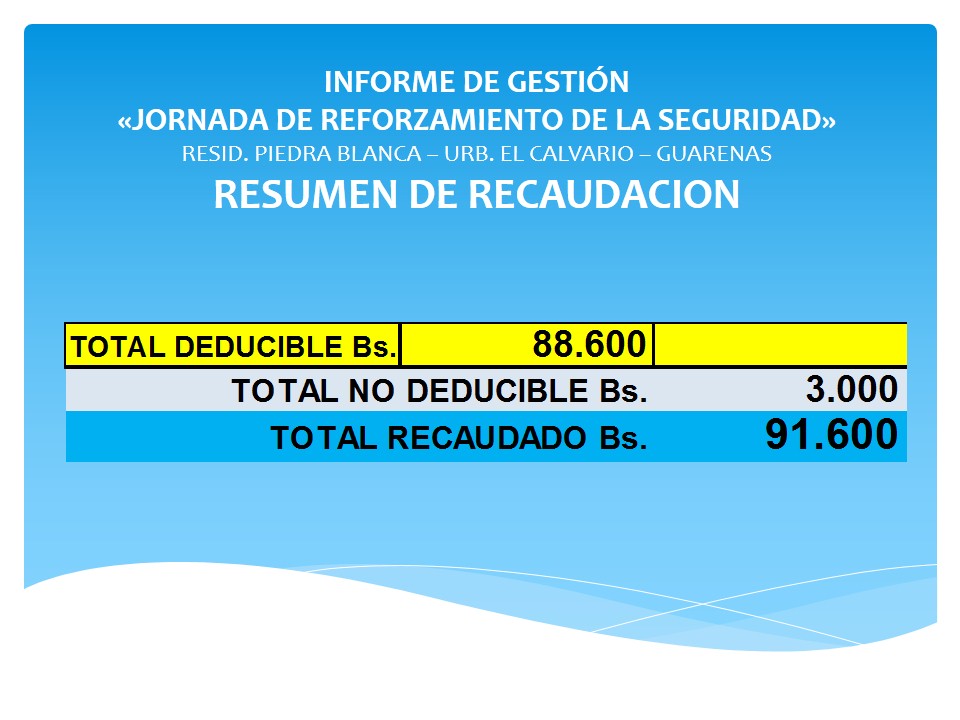 INFORME DE GESTIÓN
«JORNADA DE REFORZAMIENTO DE LA SEGURIDAD»
RESID. PIEDRA BLANCA – URB. EL CALVARIO – GUARENAS
RESUMEN DE RECAUDACION
TOTAL DEDUCIBLE Bs. 88.600
TOTAL NO DEDUCIBLE Bs. 3.000
TOTAL RECAUDADO Bs. 91.600